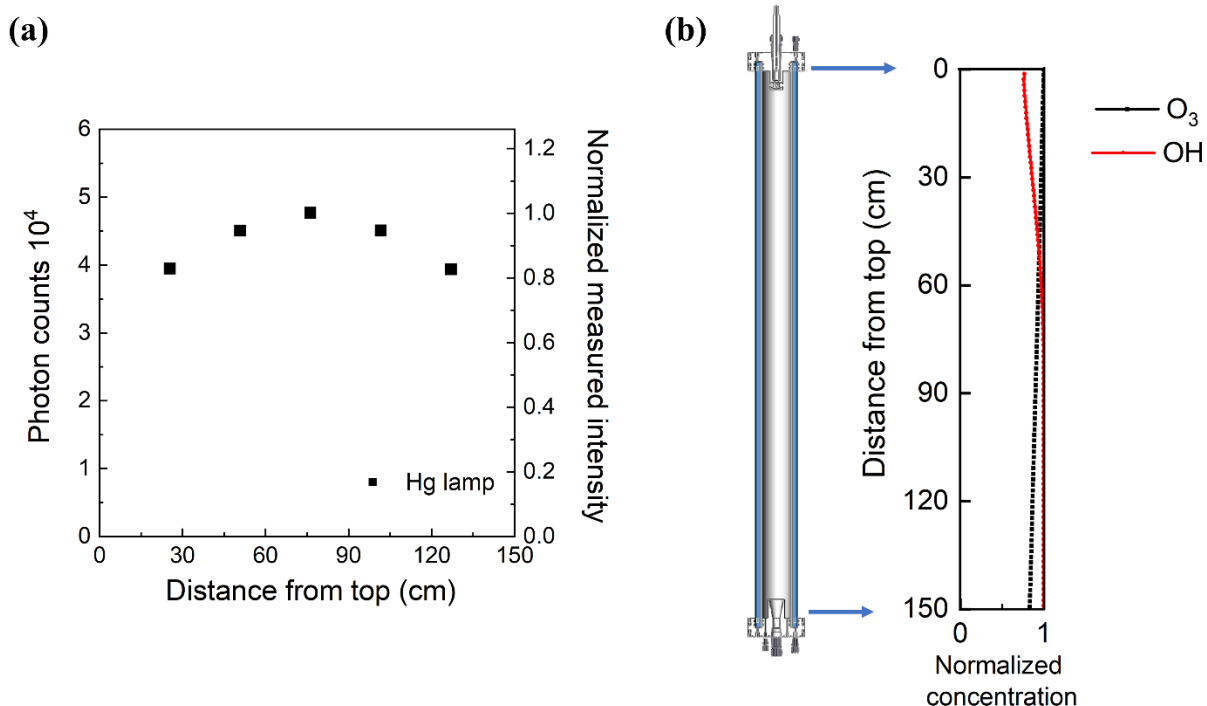 (a)
6
5
4
3
2
1
0
Photon counts 10⁴
1.2
1.0
0.8
0.6
0.4
0.2
0.0
Normalized measured intensity
Hg lamp
0 30 60 90 120 150
Distance from top (cm)
(b)
0
30
60
90
120
150
Distance from top (cm)
0 1
Normalized
concentration
O₃
OH